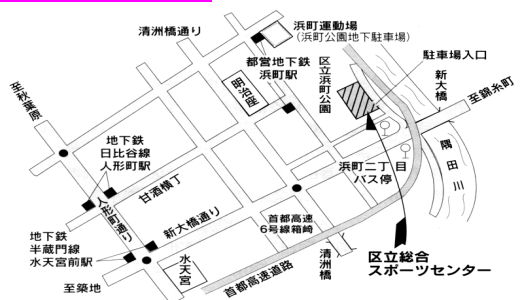 清洲橋通り
浜町運動場
(浜町公園地下駐車場)
都営地下鉄
浜町駅
区立浜町公園
駐車場入口
新大橋
至錦糸町
至秋葉原
明治座
地下鉄
日比谷線
人形町駅
甘酒横丁
浜町二丁目
バス停
隅田川
人形町通り
新大橋通り
首都高速
6号線箱崎
地下鉄
半蔵門線
水天宮前駅
水天宮
清洲橋
区立総合
スポーツセンター
至築地
首都高速道路